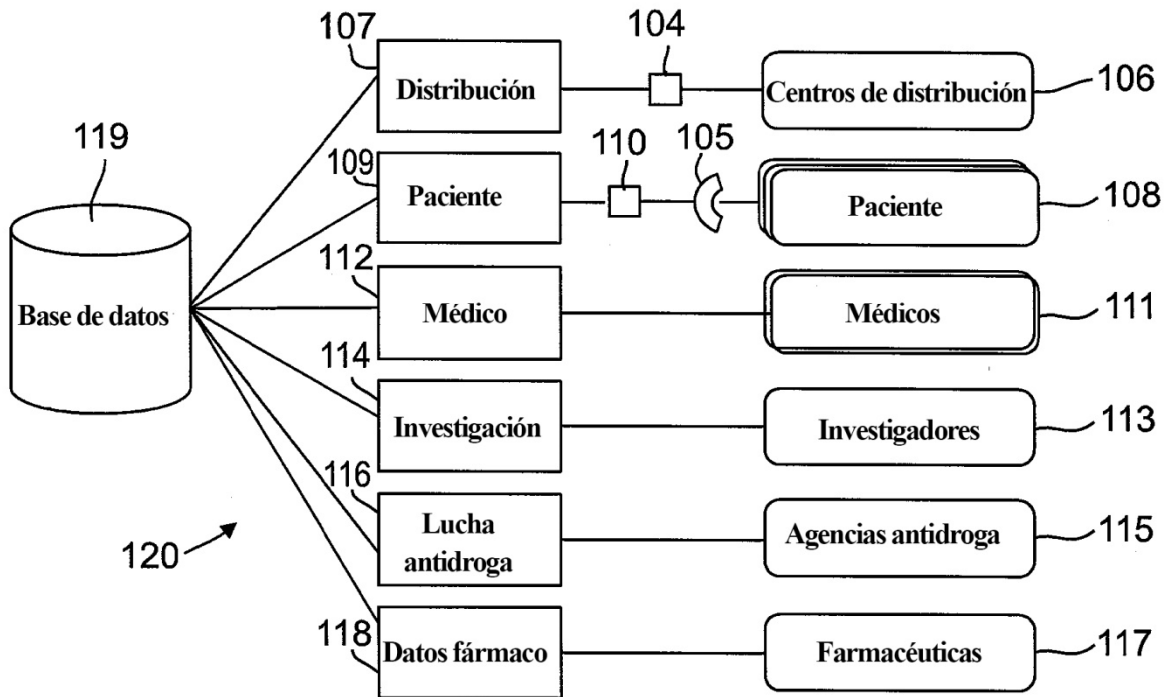 107
104
Distribución
Centros de distribución
106
119
109
110
105
Paciente
Paciente
108
112
Base de datos
Médico
Médicos
111
114
Investigación
Investigadores
113
116
120
Lucha
antidroga
Agencias antidroga
115
118
Datos fármaco
Farmacéuticas
117